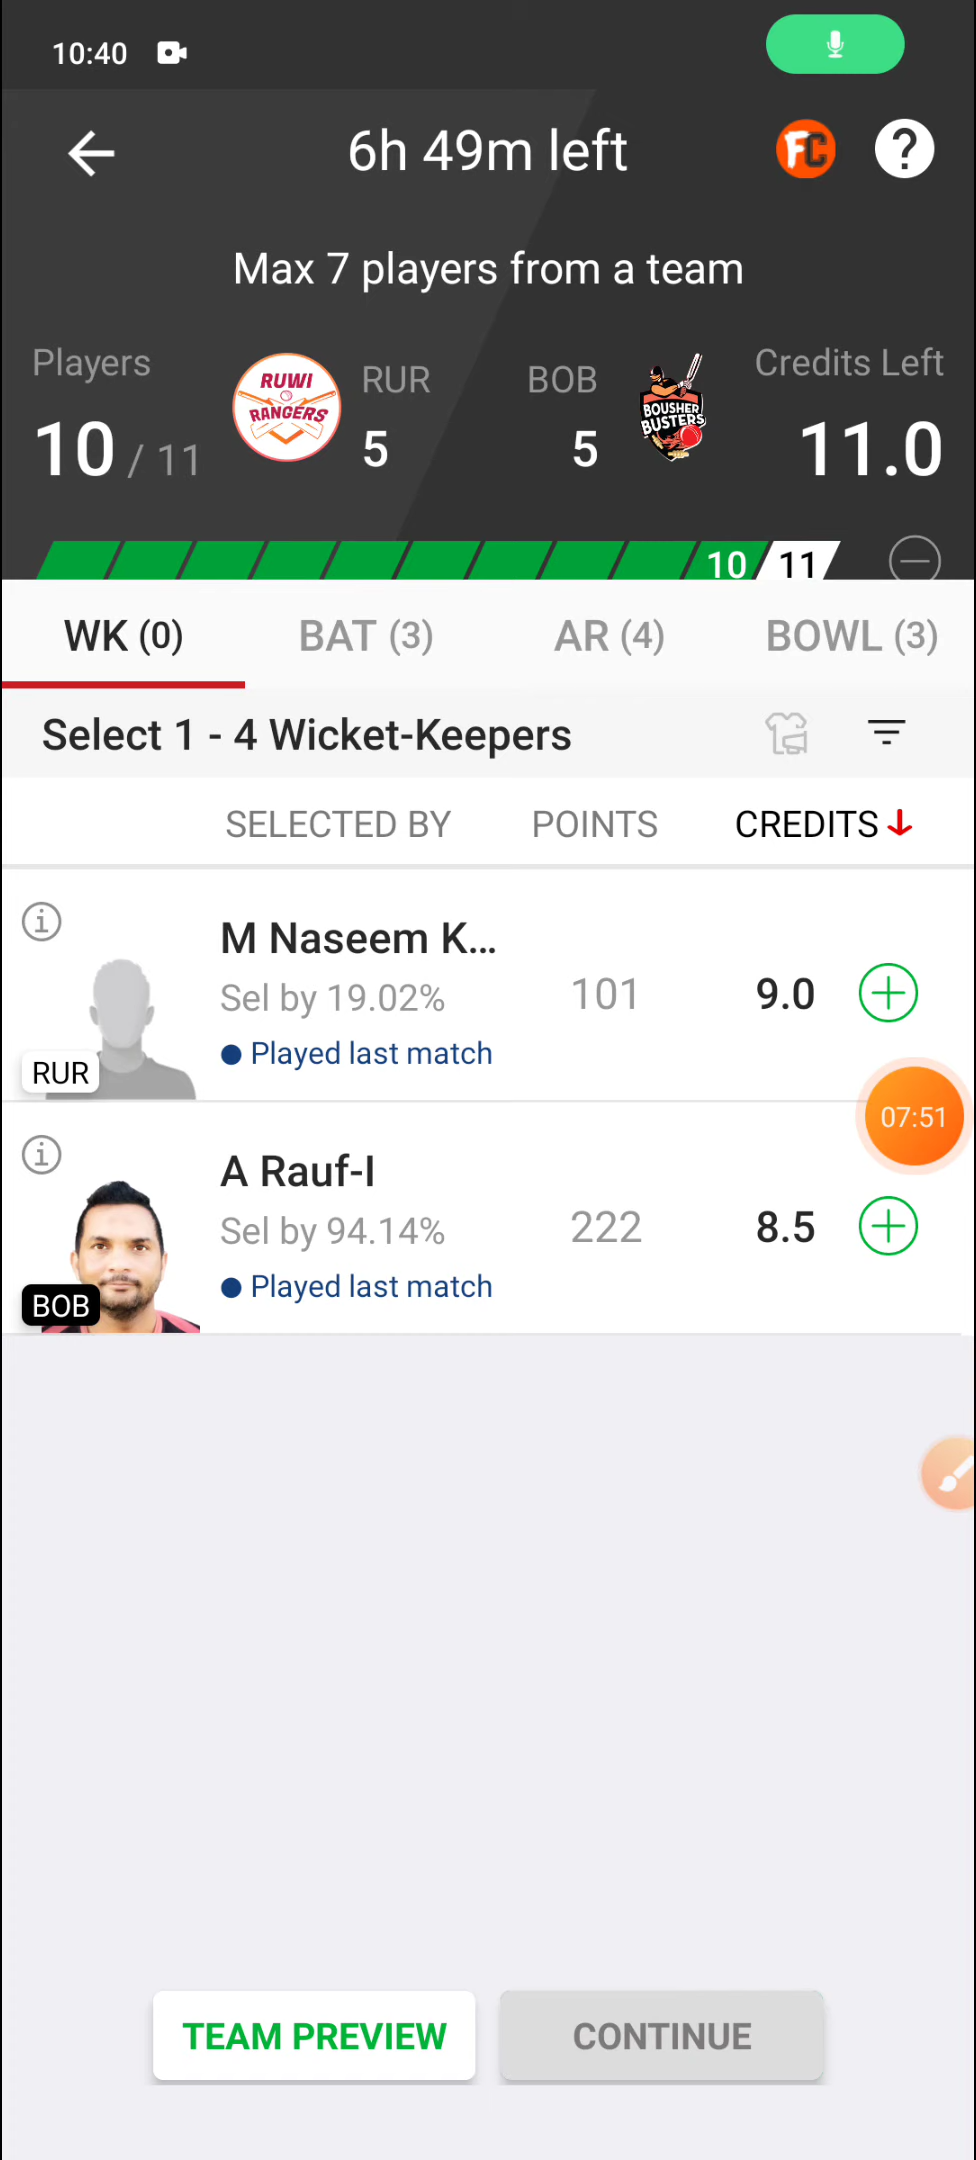 10:40
6h 49m left
FC
?
Max 7 players from a team
Players
RUWI
RANGERS
RUR
BOB
BOUSHER
BUSTERS
Credits Left
10 / 11
5
5
11.0
10
11
WK (0)
BAT (3)
AR (4)
BOWL (3)
Select 1 - 4 Wicket-Keepers
SELECTED BY
POINTS
CREDITS
M Naseem K...
Sel by 19.02%
101
9.0
Played last match
RUR
07:51
A Rauf-I
Sel by 94.14%
222
8.5
Played last match
BOB
TEAM PREVIEW
CONTINUE